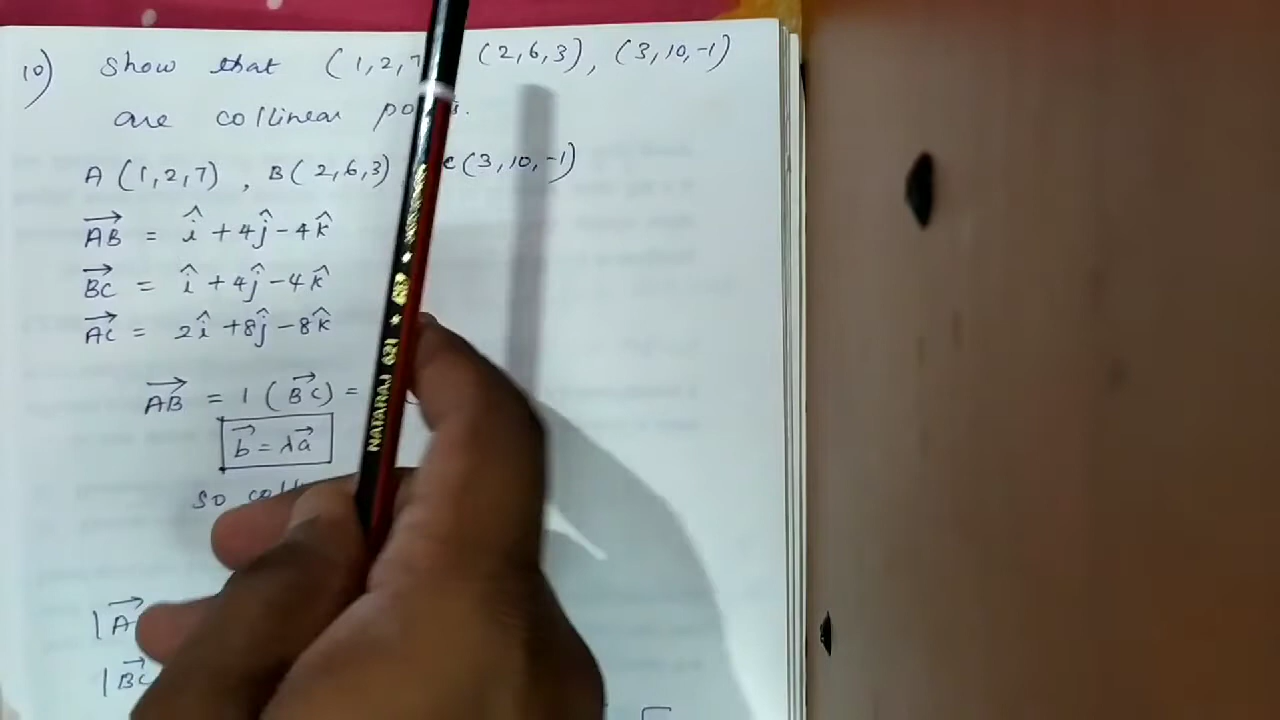 10) Show that (1,2,7 (2,6,3), (3,10,-1)
are collinear
A (1,2,7) , B( 2,6,3) C(3,10,-1)
AB→ = î + 4ĵ - 4k̂
BC→ = î + 4ĵ - 4k̂
AC→ = 2î + 8ĵ - 8k̂
AB→ = 1 ( BC→ ) =
b→ = λa→
so
|BC→
NATARAJ 621 ★